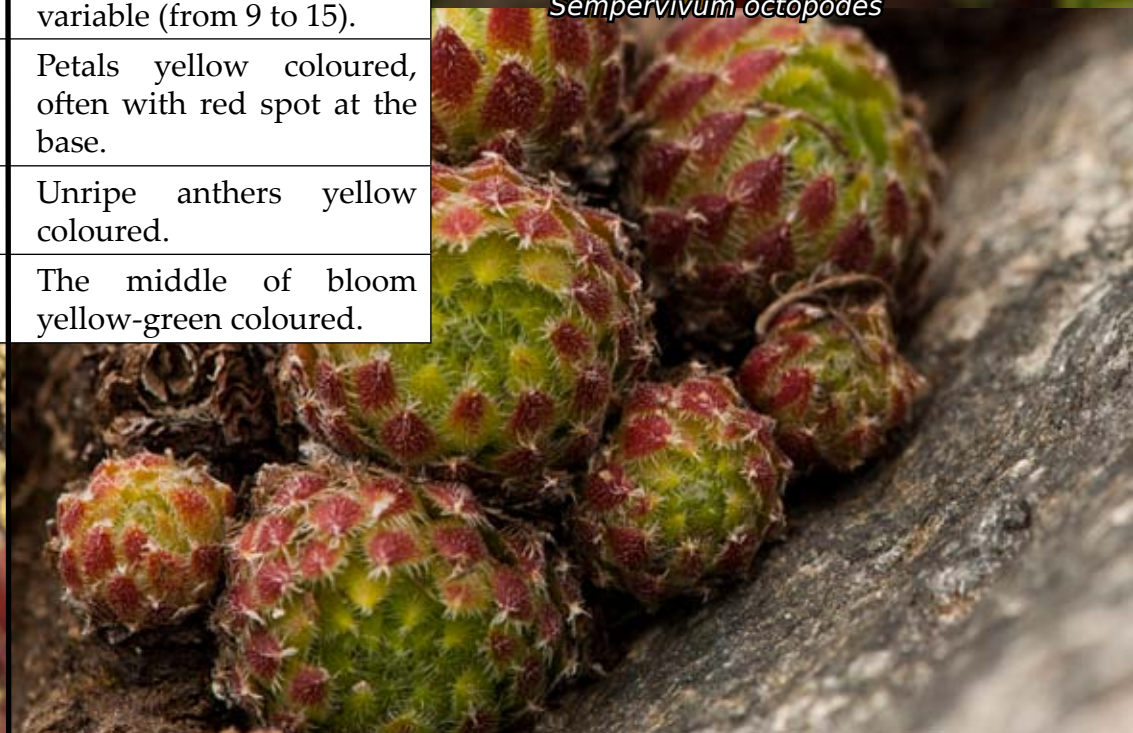 variable (from 9 to 15).
Sempervivum octopodes
Petals yellow coloured,
often with red spot at the
base.
Unripe anthers yellow
coloured.
The middle of bloom
yellow-green coloured.